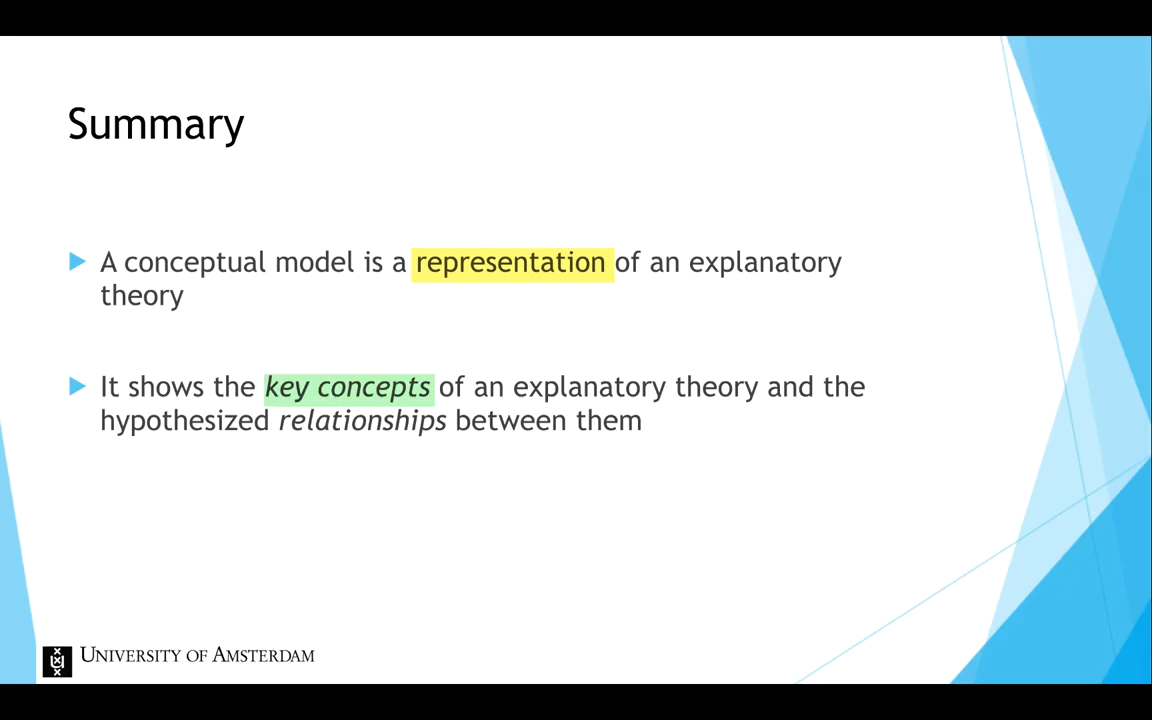 Summary
A conceptual model is a representation of an explanatory
theory
It shows the key concepts of an explanatory theory and the
hypothesized relationships between them
UNIVERSITY OF AMSTERDAM